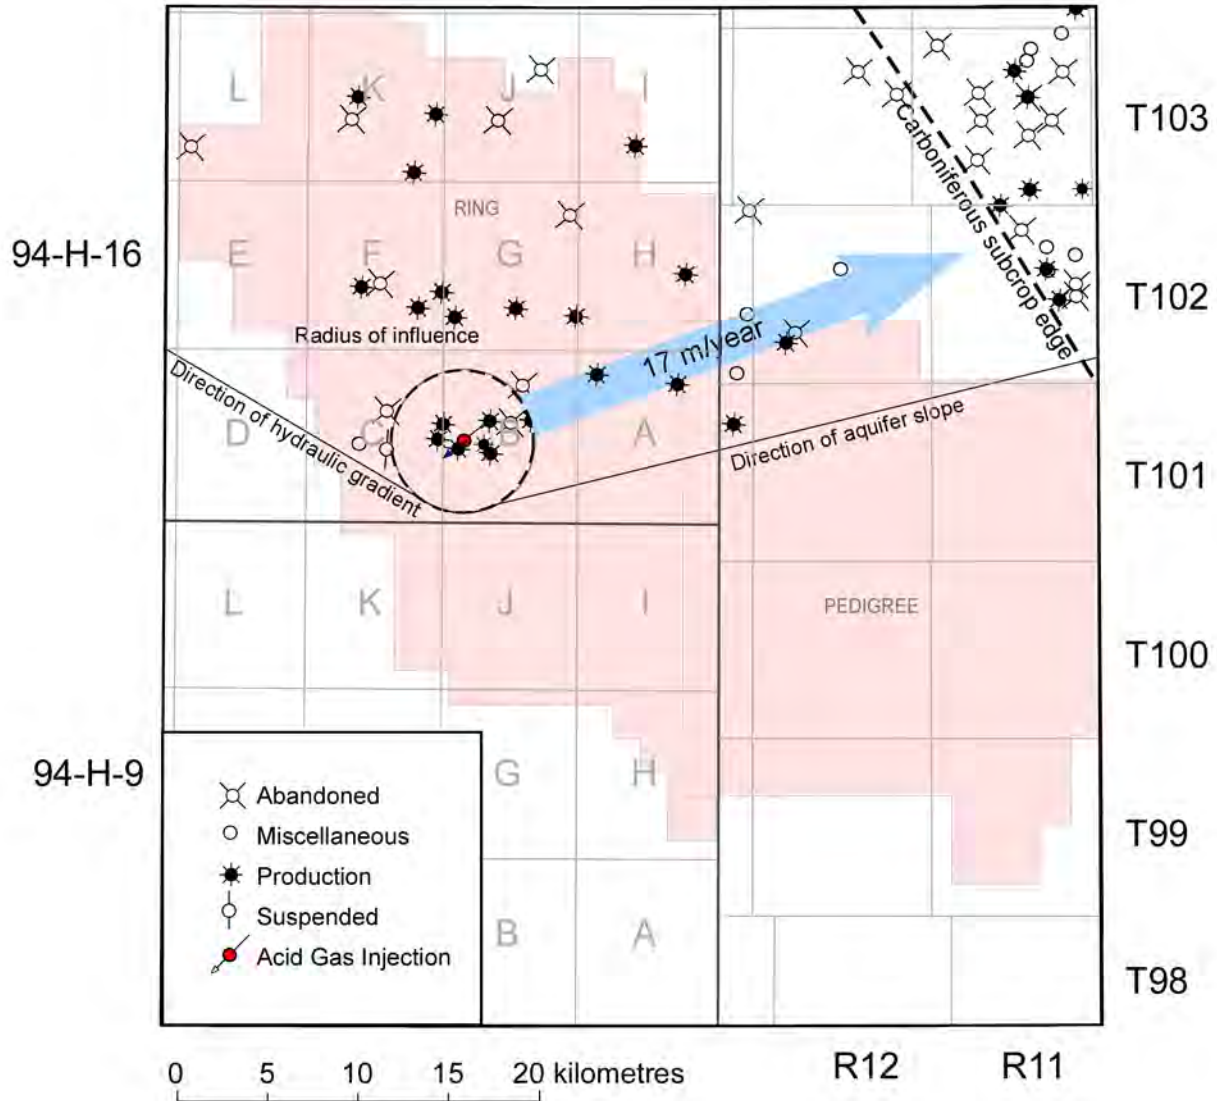 L K J I
T103
Carboniferous subcrop edge
RING
94-H-16
E F G H
T102
Radius of influence
17 m/year
Direction of hydraulic gradient
D C B A
Direction of aquifer slope
T101
L K J I
PEDIGREE
T100
94-H-9
G H
Abandoned
Miscellaneous
Production
Suspended
Acid Gas Injection
T99
B A
T98
0 5 10 15 20 kilometres
R12 R11